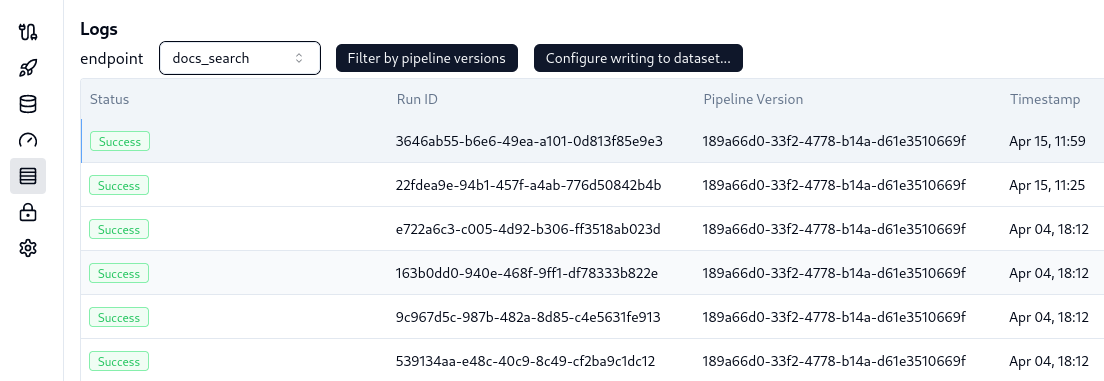 Logs
endpoint docs_search Filter by pipeline versions Configure writing to dataset...
Status Run ID Pipeline Version Timestamp
Success 3646ab55-b6e6-49ea-a101-0d813f85e9e3 189a66d0-33f2-4778-b14a-d61e3510669f Apr 15, 11:59
Success 22fdea9e-94b1-457f-a4ab-776d50842b4b 189a66d0-33f2-4778-b14a-d61e3510669f Apr 15, 11:25
Success e722a6c3-c005-4d92-b306-ff3518ab023d 189a66d0-33f2-4778-b14a-d61e3510669f Apr 04, 18:12
Success 163b0dd0-940e-468f-9ff1-df78333b822e 189a66d0-33f2-4778-b14a-d61e3510669f Apr 04, 18:12
Success 9c967d5c-987b-482a-8d85-c4e5631fe913 189a66d0-33f2-4778-b14a-d61e3510669f Apr 04, 18:12
Success 539134aa-e48c-40c9-8c49-cf2ba9c1dc12 189a66d0-33f2-4778-b14a-d61e3510669f Apr 04, 18:12